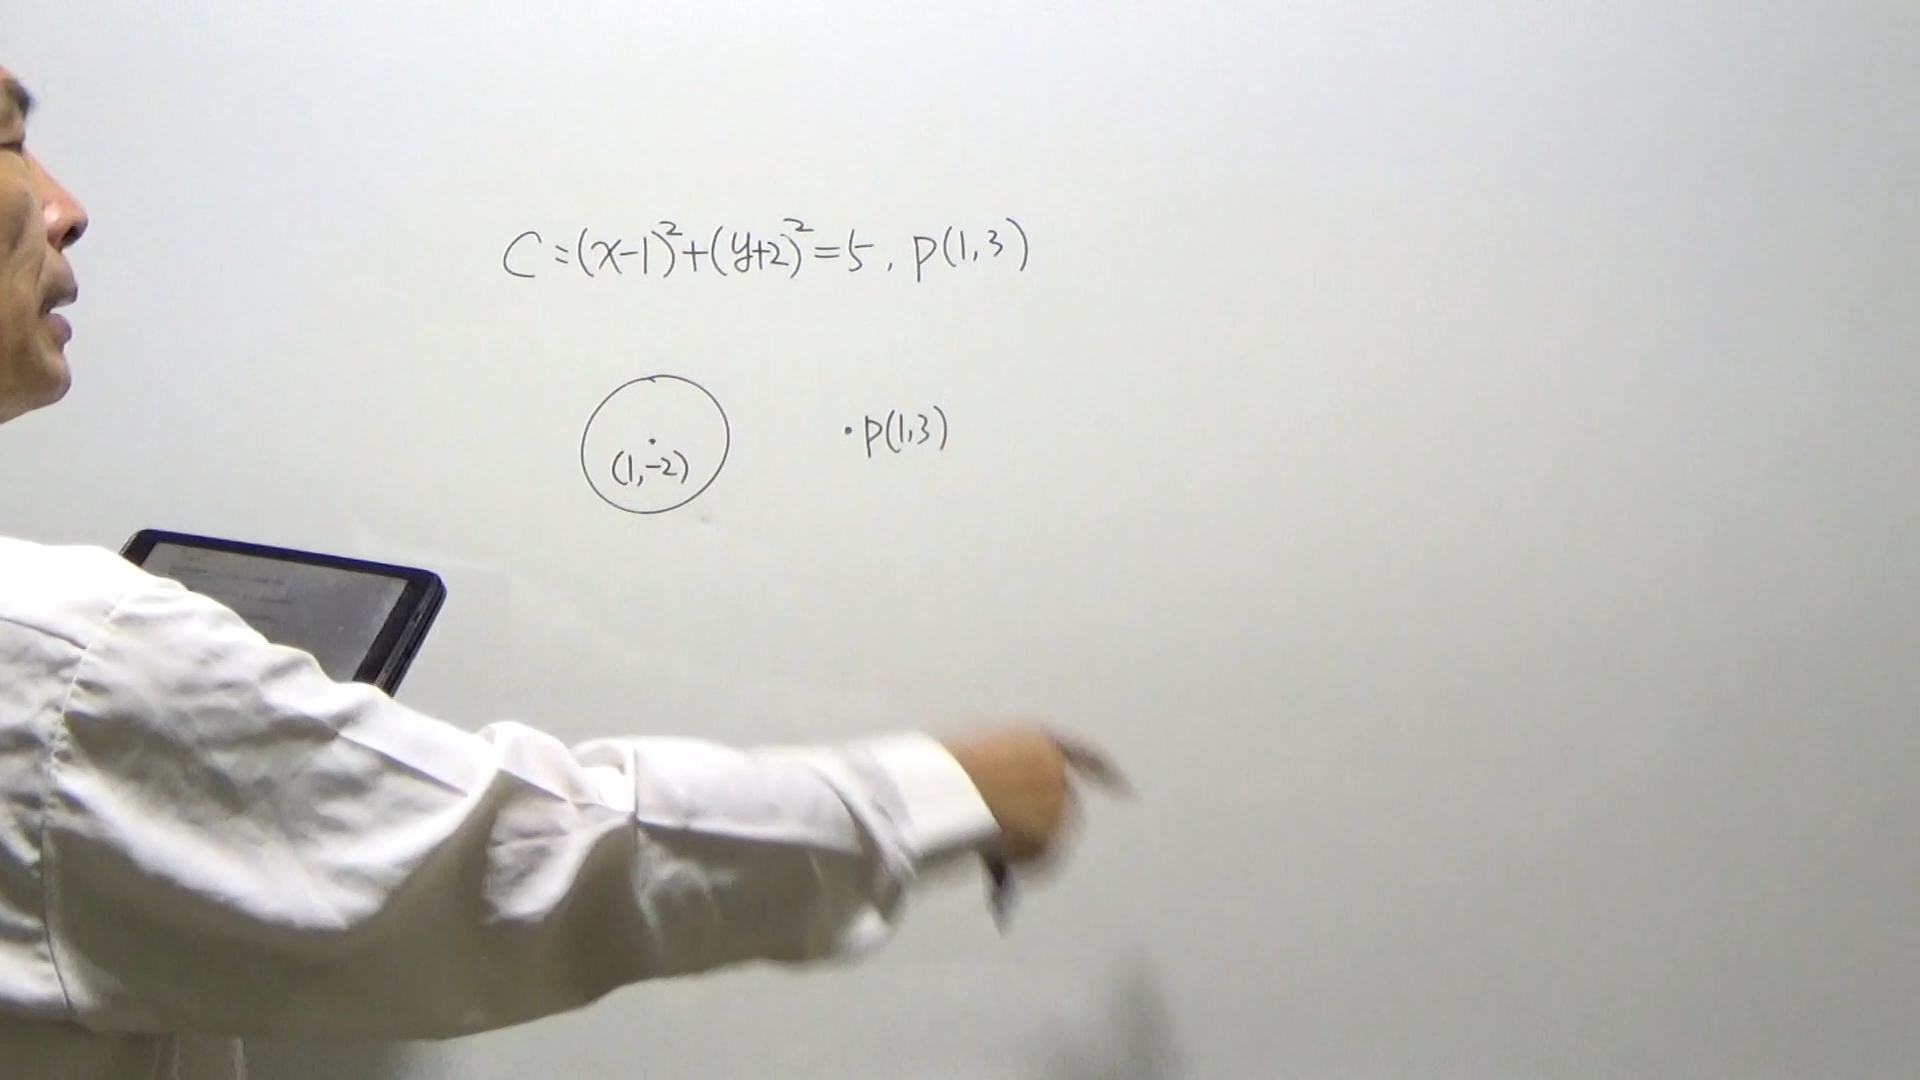 C:(x-1)²+(y+2)²=5, P(1,3)
(1,-2)
·P(1,3)